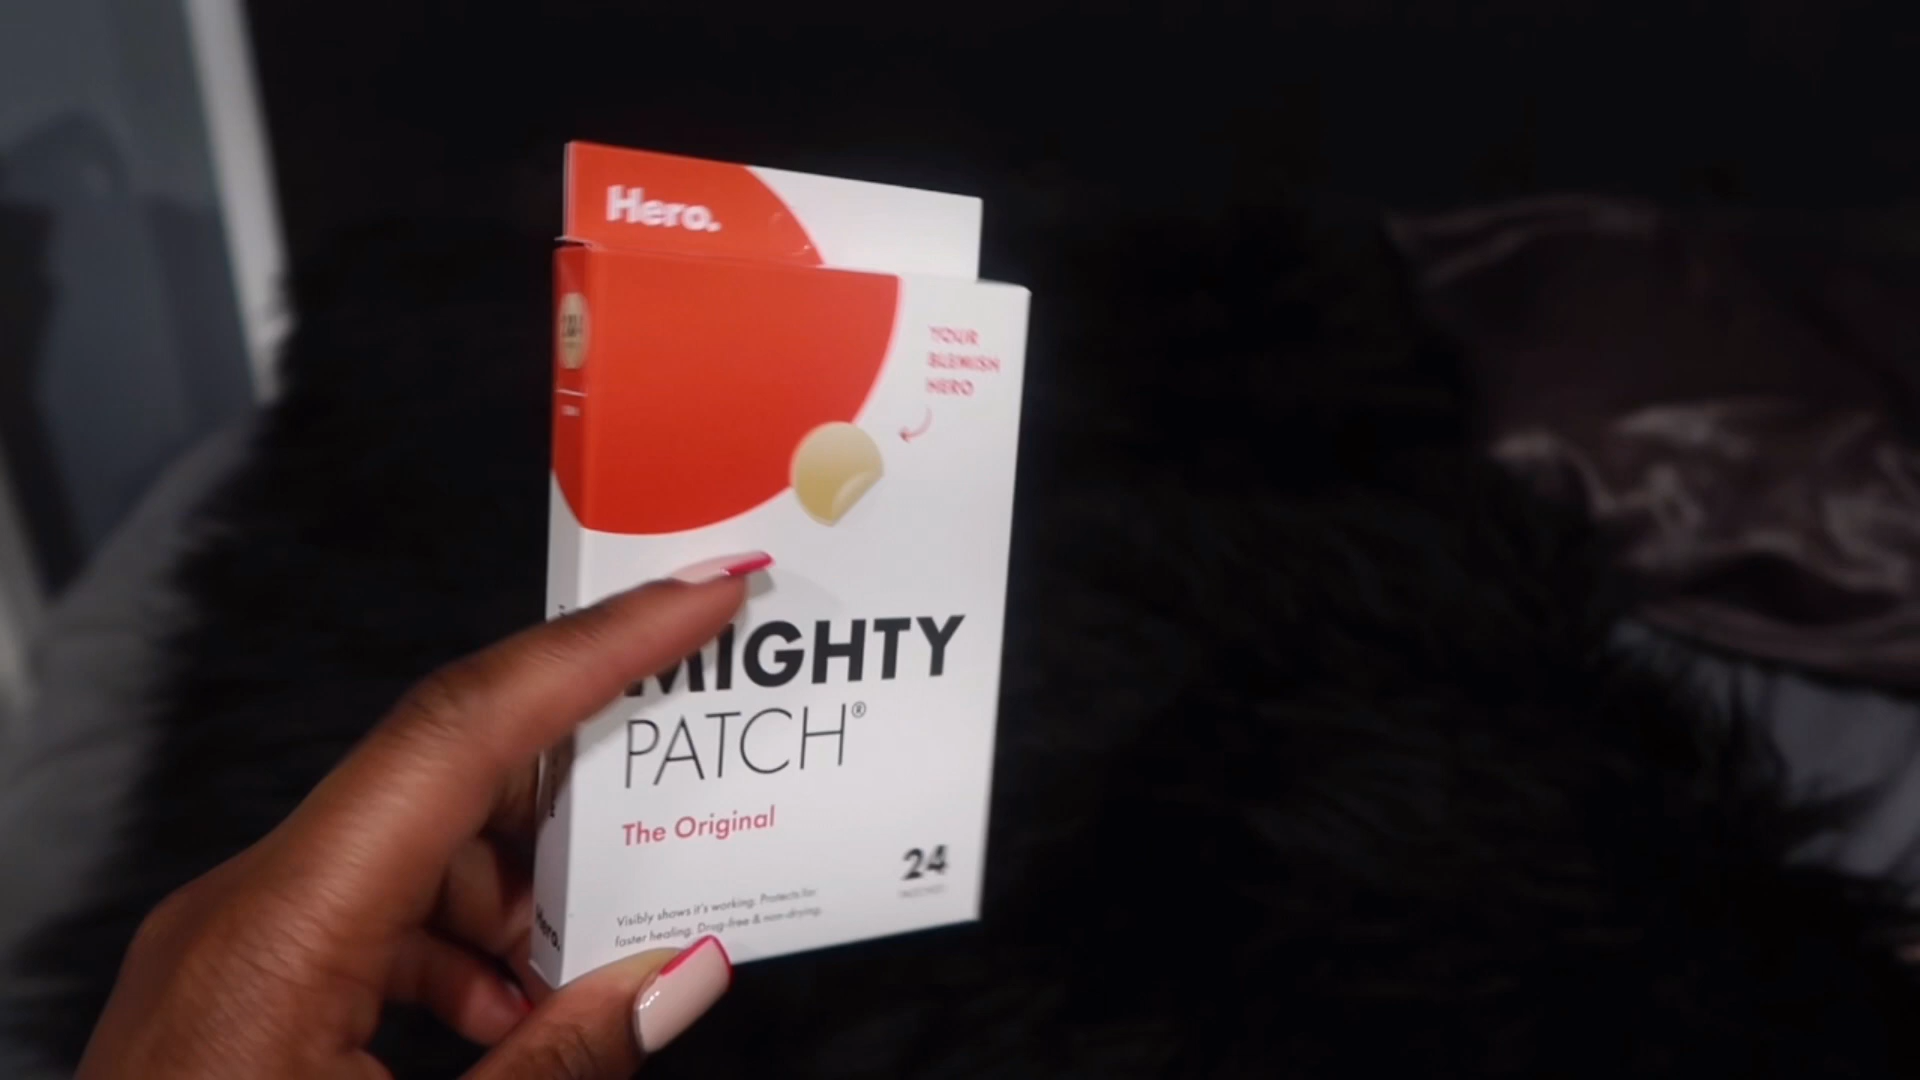 Hero.
YOUR
BLEMISH
HERO
MIGHTY
PATCH®
The Original
24
Visibly shows it's working. Protects for
faster healing. Drug-free & non-drying.
Hero.